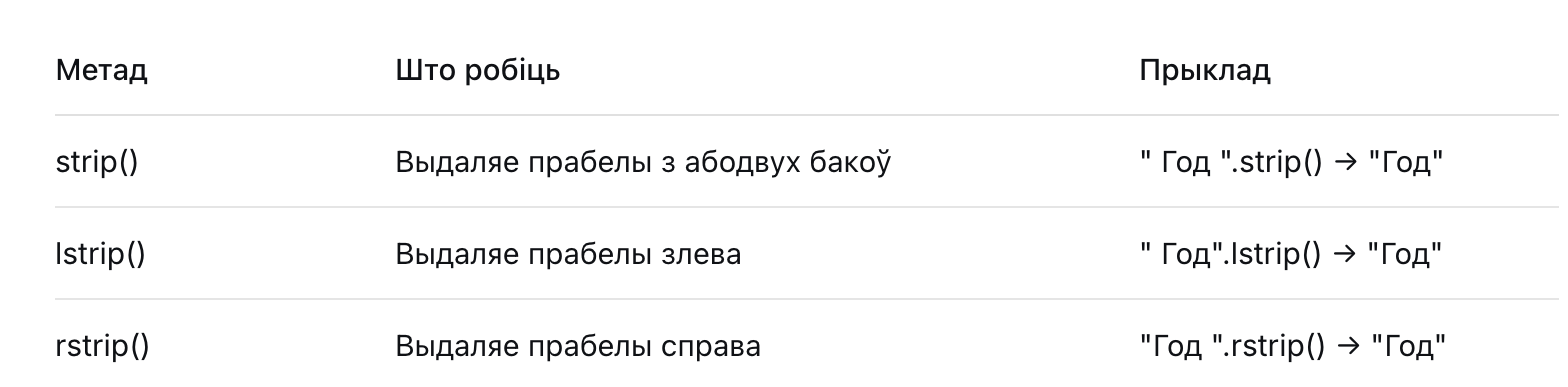 Метад Што робіць Прыклад
strip() Выдаляе прабелы з абодвух бакоў " Год ".strip() → "Год"
lstrip() Выдаляе прабелы злева " Год".lstrip() → "Год"
rstrip() Выдаляе прабелы справа "Год ".rstrip() → "Год"